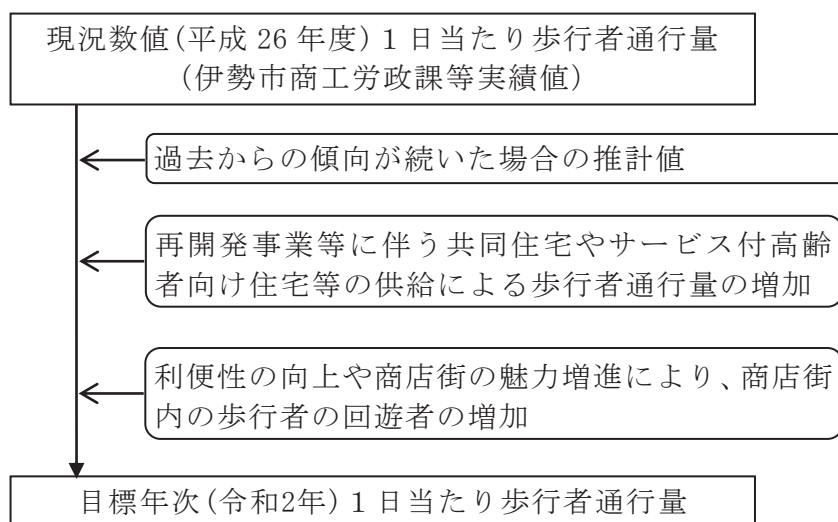 現況数値(平成 26 年度) 1 日当たり歩行者通行量
(伊勢市商工労政課等実績値)
過去からの傾向が続いた場合の推計値
再開発事業等に伴う共同住宅やサービス付高齢
者向け住宅等の供給による歩行者通行量の増加
利便性の向上や商店街の魅力増進により、商店街
内の歩行者の回遊者の増加
目標年次(令和2年) 1 日当たり歩行者通行量